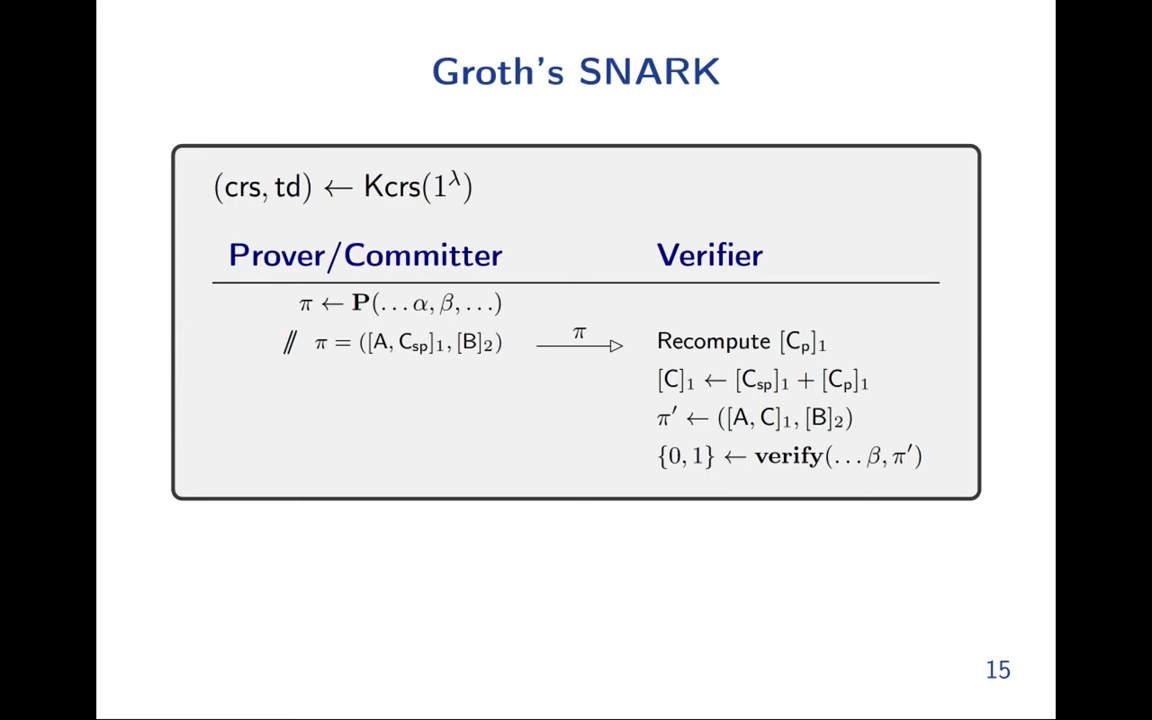 Groth's SNARK
(crs, td) ← Kcrs(1^λ)
Prover/Committer Verifier
π ← P(. . . α, β, . . .)
// π = ([A, C_sp]_1, [B]_2) π Recompute [C_p]_1
[C]_1 ← [C_sp]_1 + [C_p]_1
π′ ← ([A, C]_1, [B]_2)
{0, 1} ← verify(. . . β, π′)
15